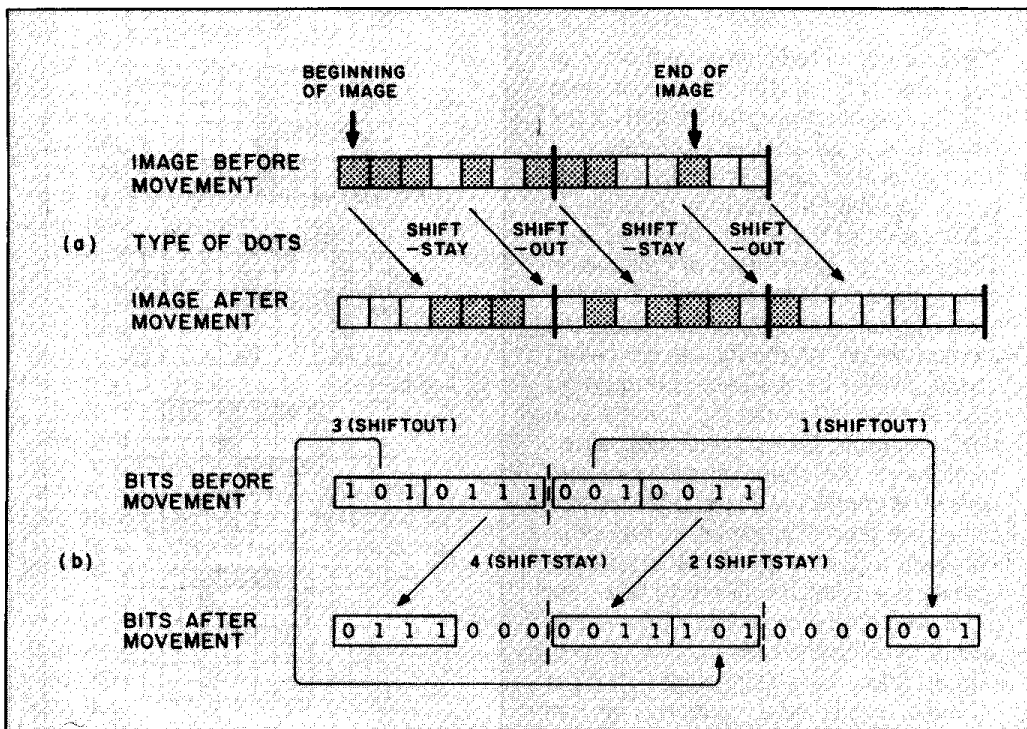 BEGINNING
OF IMAGE
END OF
IMAGE
IMAGE BEFORE
MOVEMENT
(a) TYPE OF DOTS
SHIFT
-STAY
SHIFT
-OUT
SHIFT
-STAY
SHIFT
-OUT
IMAGE AFTER
MOVEMENT
3 (SHIFTOUT)
1 (SHIFTOUT)
BITS BEFORE
MOVEMENT
1 0 1 0 1 1 1 0 0 1 0 0 1 1
(b)
4 (SHIFTSTAY)
2 (SHIFTSTAY)
BITS AFTER
MOVEMENT
0 1 1 1 0 0 0 0 0 1 1 1 0 1 0 0 0 0 0 0 1